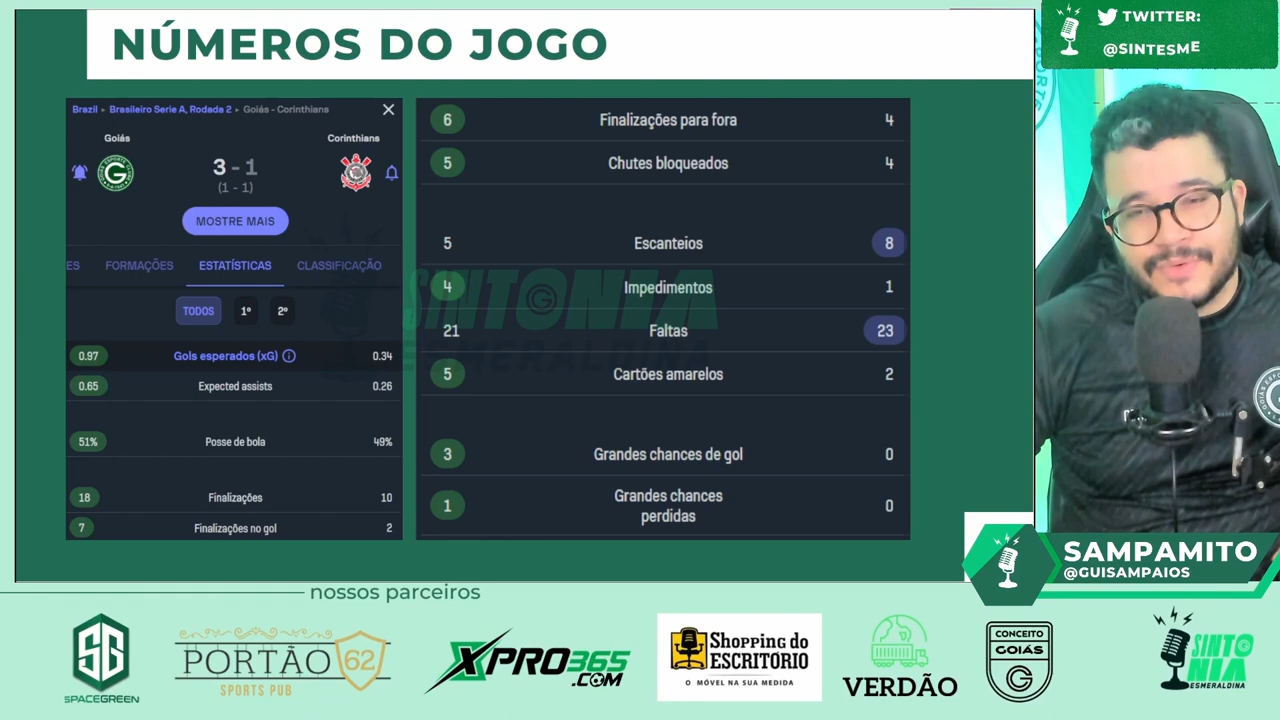 NÚMEROS DO JOGO
TWITTER:
@SINTESME
Brazil ▸ Brasileiro Serie A, Rodada 2 ▸ Goiás - Corinthians
Goiás
Corinthians
3 - 1
(1 - 1)
MOSTRE MAIS
ES FORMAÇÕES ESTATÍSTICAS CLASSIFICAÇÃO
TODOS 1º 2º
0.97 Gols esperados (xG) 0.34
0.65 Expected assists 0.26
51% Posse de bola 49%
18 Finalizações 10
7 Finalizações no gol 2
6 Finalizações para fora 4
5 Chutes bloqueados 4
5 Escanteios 8
4 Impedimentos 1
21 Faltas 23
5 Cartões amarelos 2
3 Grandes chances de gol 0
1 Grandes chances perdidas 0
SINTONIA
ESMERALDINA
SAMPAMITO
@GUISAMPAIOS
nossos parceiros
SG
SPACEGREEN
PORTÃO 62
SPORTS PUB
XPRO365
.COM
Shopping do
ESCRITÓRIO
O MÓVEL NA SUA MEDIDA
VERDÃO
CONCEITO
GOIÁS
G
SINTO
NIA
ESMERALDINA